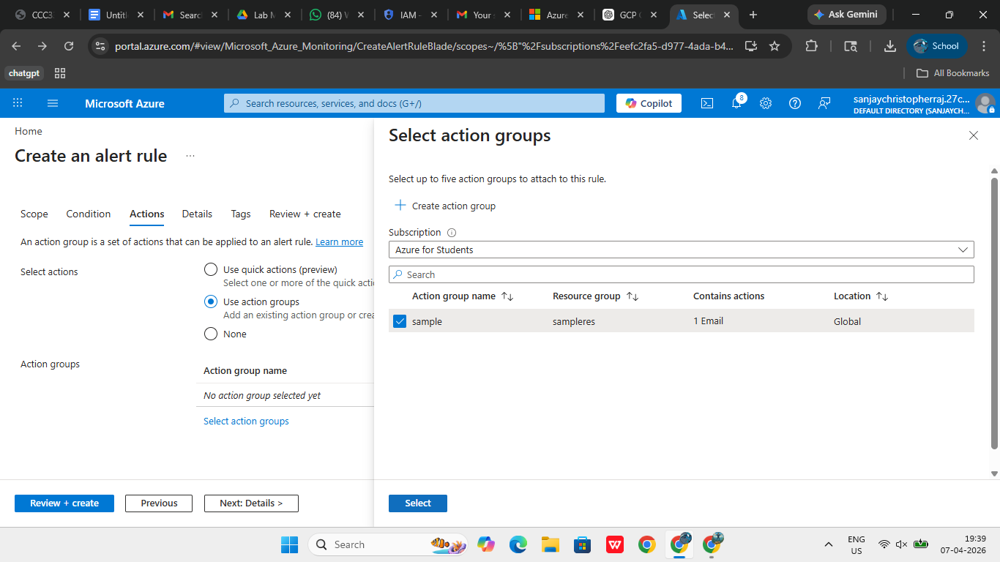 CCC3.
Untitl
Search
Lab M
(84) W
IAM -
Your s
Azure
GCP C
Selec
Ask Gemini
portal.azure.com/#view/Microsoft_Azure_Monitoring/CreateAlertRuleBlade/scopes~/%5B"%2Fsubscriptions%2Feefc2fa5-d977-4ada-b4...
School
chatgpt
All Bookmarks
Microsoft Azure
Search resources, services, and docs (G+/)
Copilot
8
sanjaychristopherraj.27c...
DEFAULT DIRECTORY (SANJAYCH...
Home
Create an alert rule
...
Scope
Condition
Actions
Details
Tags
Review + create
An action group is a set of actions that can be applied to an alert rule. Learn more
Select actions
Use quick actions (preview)
Select one or more of the quick actio
Use action groups
Add an existing action group or crea
None
Action groups
Action group name
No action group selected yet
Select action groups
Review + create
Previous
Next: Details >
Select action groups
Select up to five action groups to attach to this rule.
Create action group
Subscription
Azure for Students
Search
Action group name
Resource group
Contains actions
Location
sample
sampleres
1 Email
Global
Select
Search
ENG
US
19:39
07-04-2026